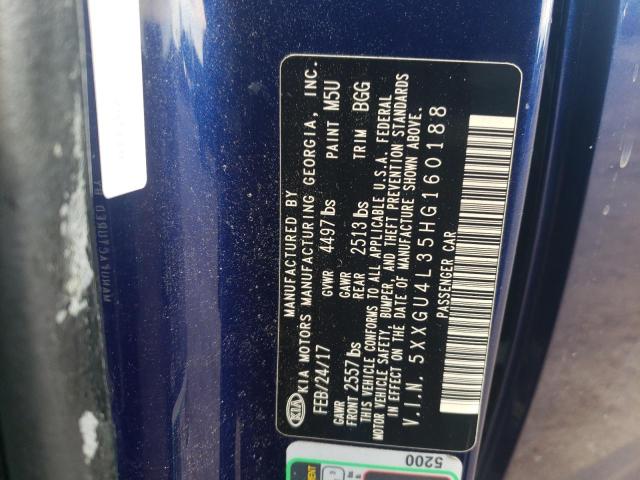 MANUFACTURED BY
KIA KIA MOTORS MANUFACTURING GEORGIA, INC.
FEB/24/17 GVWR 4497 lbs PAINT M5U
GAWR FRONT 2557 lbs GAWR REAR 2513 lbs TRIM BGG
THIS VEHICLE CONFORMS TO ALL APPLICABLE U.S.A. FEDERAL
MOTOR VEHICLE SAFETY, BUMPER, AND THEFT PREVENTION STANDARDS
IN EFFECT ON THE DATE OF MANUFACTURE SHOWN ABOVE.
V.I.N. 5XXGU4L35HG160188
PASSENGER CAR
5200